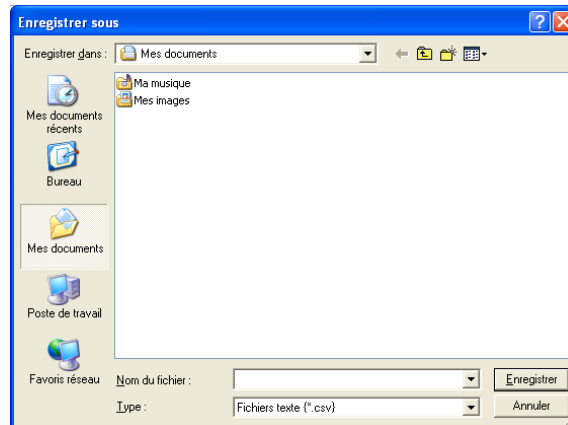 Enregistrer sous
Enregistrer dans :
Mes documents
Ma musique
Mes images
Mes documents
récents
Bureau
Mes documents
Poste de travail
Favoris réseau
Nom du fichier :
Enregistrer
Type :
Fichiers texte (*.csv)
Annuler